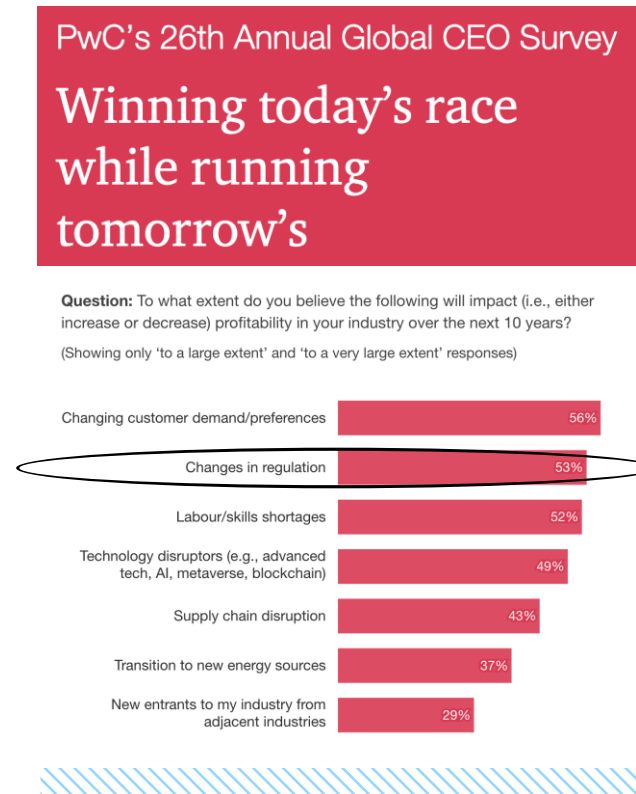 PwC's 26th Annual Global CEO Survey
Winning today's race
while running
tomorrow's
Question: To what extent do you believe the following will impact (i.e., either
increase or decrease) profitability in your industry over the next 10 years?
(Showing only 'to a large extent' and 'to a very large extent' responses)
Changing customer demand/preferences 56%
Changes in regulation 53%
Labour/skills shortages 52%
Technology disruptors (e.g., advanced
tech, AI, metaverse, blockchain) 49%
Supply chain disruption 43%
Transition to new energy sources 37%
New entrants to my industry from
adjacent industries 29%